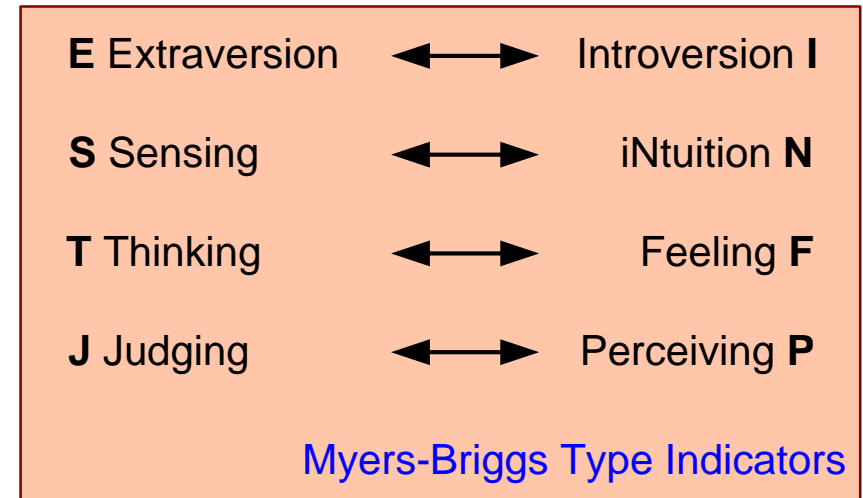 E Extraversion Introversion I
S Sensing iNtuition N
T Thinking Feeling F
J Judging Perceiving P
Myers-Briggs Type Indicators